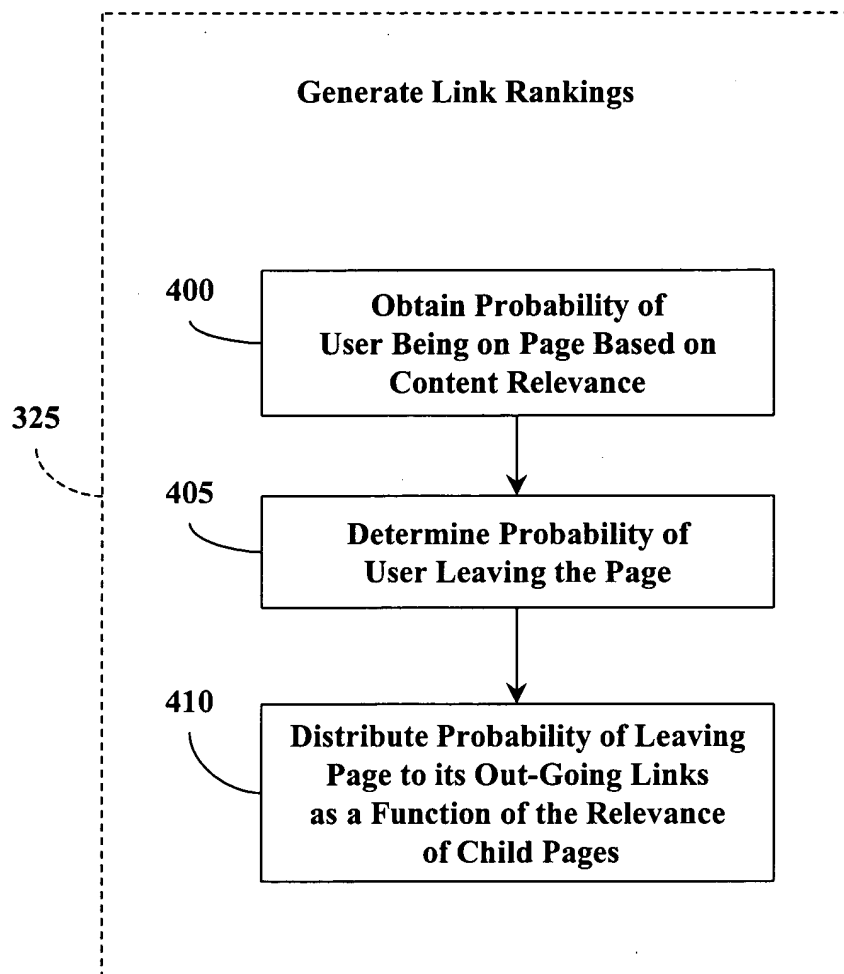 Generate Link Rankings
400
Obtain Probability of
User Being on Page Based on
Content Relevance
325
405
Determine Probability of
User Leaving the Page
410
Distribute Probability of Leaving
Page to its Out-Going Links
as a Function of the Relevance
of Child Pages